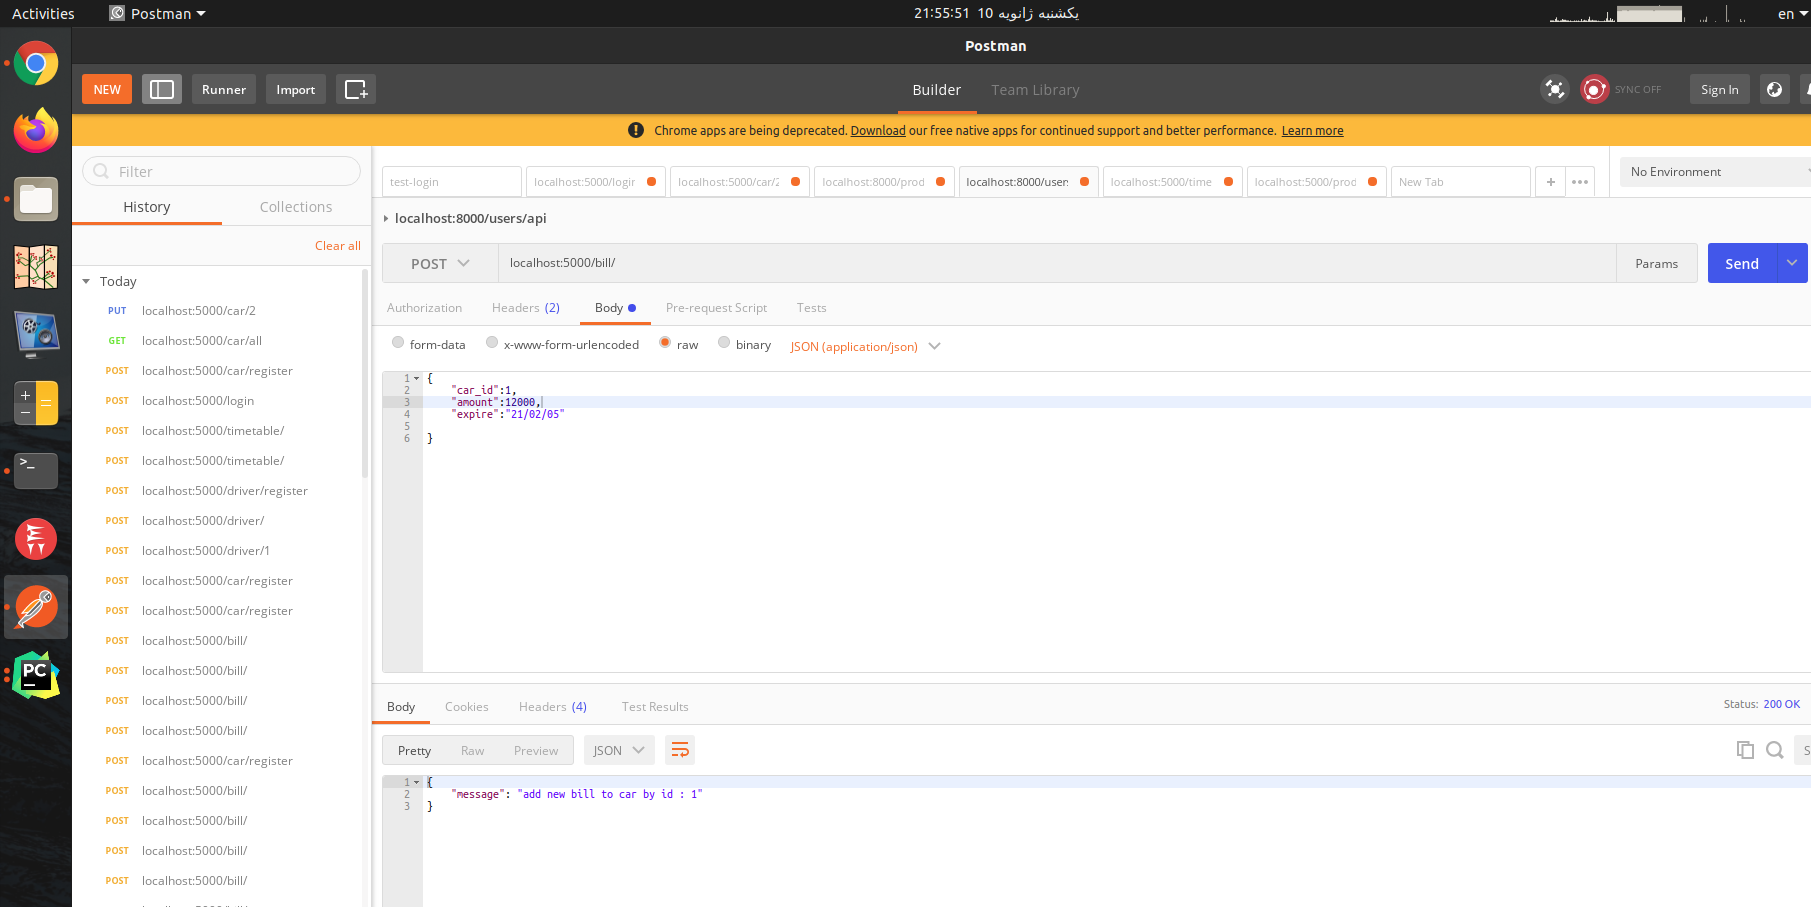 Activities
Postman
21:55:51 10 یکشنبه ژانویه
en
Postman
NEW
Runner
Import
Builder
Team Library
SYNC OFF
Sign In
Chrome apps are being deprecated. Download our free native apps for continued support and better performance. Learn more
Filter
History
Collections
Clear all
Today
PUT localhost:5000/car/2
GET localhost:5000/car/all
POST localhost:5000/car/register
POST localhost:5000/login
POST localhost:5000/timetable/
POST localhost:5000/timetable/
POST localhost:5000/driver/register
POST localhost:5000/driver/
POST localhost:5000/driver/1
POST localhost:5000/car/register
POST localhost:5000/car/register
POST localhost:5000/bill/
POST localhost:5000/bill/
POST localhost:5000/bill/
POST localhost:5000/bill/
POST localhost:5000/car/register
POST localhost:5000/bill/
POST localhost:5000/bill/
POST localhost:5000/bill/
POST localhost:5000/bill/
test-login
localhost:5000/login
localhost:5000/car/2
localhost:8000/prod
localhost:8000/users
localhost:5000/time
localhost:5000/prod
New Tab
+
•••
No Environment
localhost:8000/users/api
POST
localhost:5000/bill/
Params
Send
Authorization
Headers (2)
Body
Pre-request Script
Tests
form-data
x-www-form-urlencoded
raw
binary
JSON (application/json)
1 {
2 "car_id":1,
3 "amount":12000,
4 "expire":"21/02/05"
5
6 }
Body
Cookies
Headers (4)
Test Results
Status: 200 OK
Pretty
Raw
Preview
JSON
S
1 {
2 "message": "add new bill to car by id : 1"
3 }
PC